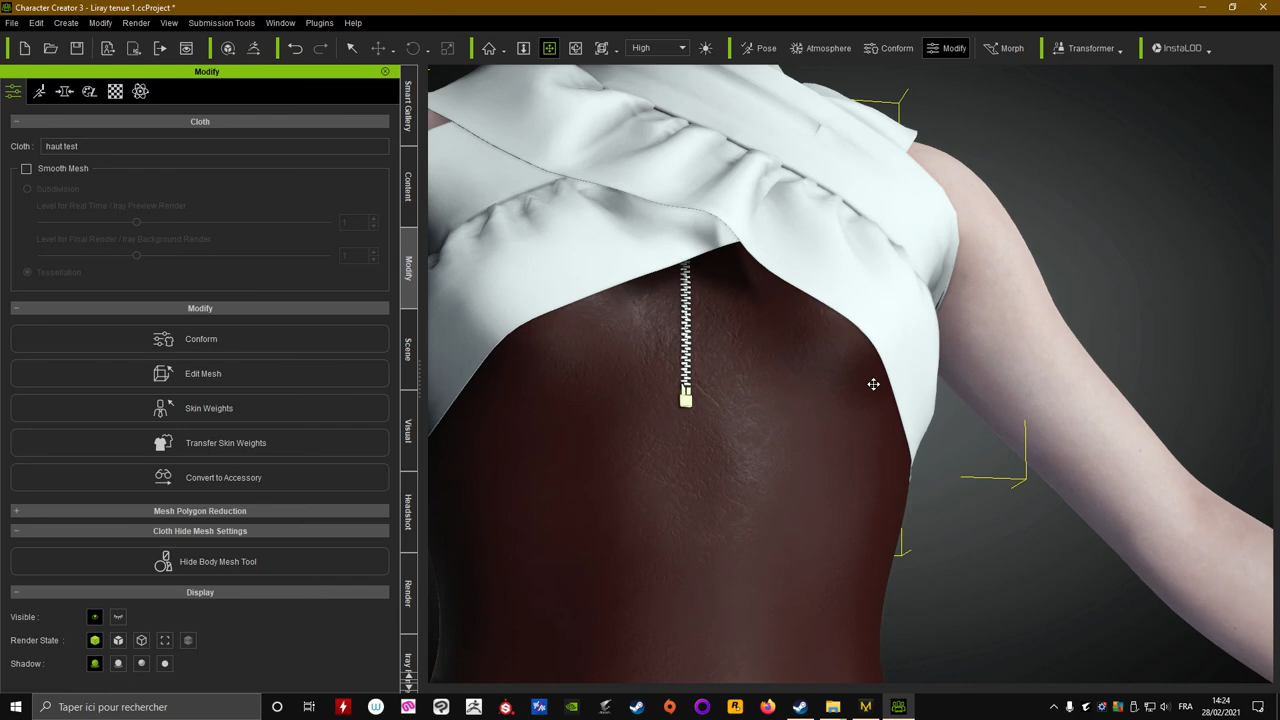 Character Creator 3 - Liray tenue 1.ccProject *
File Edit Create Modify Render Window Submission Tools Window Plugins Help
High Pose Atmosphere Conform Modify Morph Transformer InstaLOD
Modify
Cloth
Cloth : haut test
Smooth Mesh
Subdivision
Level for Real Time / Iray Preview Render
1
Level for Final Render / Iray Background Render
1
Tessellation
Modify
Conform
Edit Mesh
Skin Weights
Transfer Skin Weights
Convert to Accessory
Mesh Polygon Reduction
Cloth Hide Mesh Settings
Hide Body Mesh Tool
Display
Visible :
Render State :
Shadow :
Smart Gallery
Content
Modify
Scene
Visual
Headshot
Render
Taper ici pour rechercher
FRA
14:24
28/02/2021